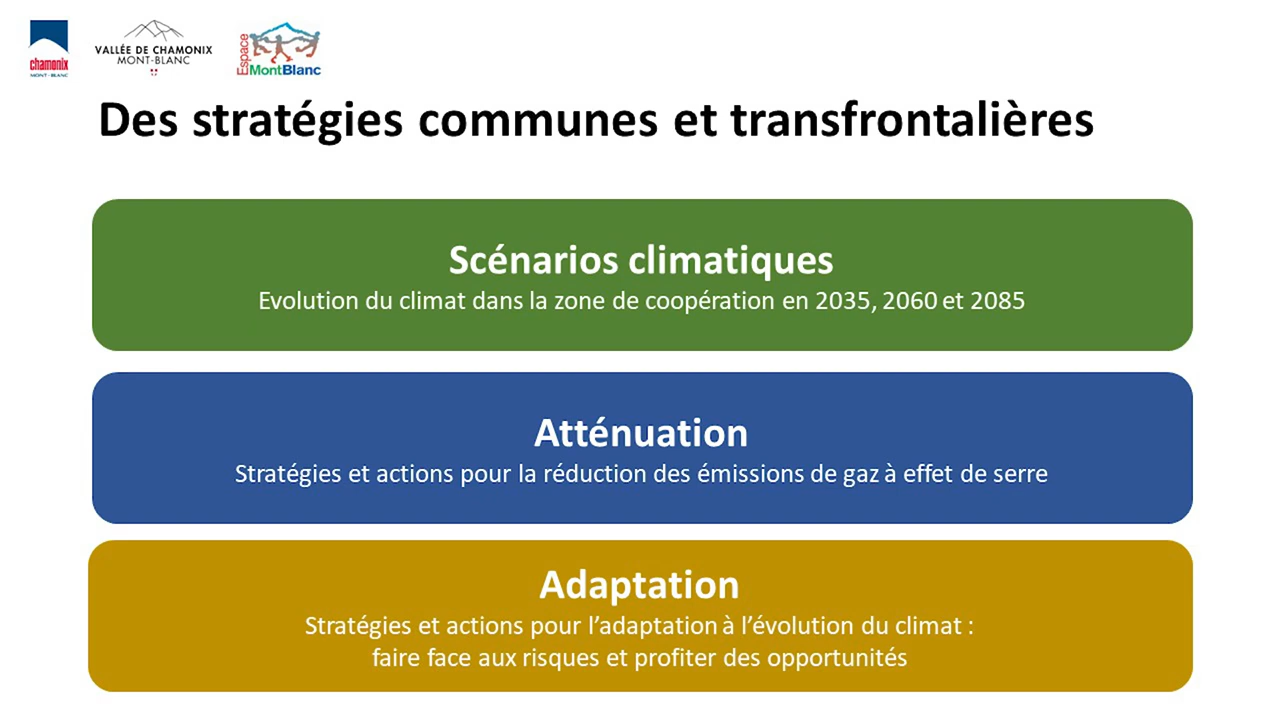 chamonix
MONT-BLANC
VALLÉE DE CHAMONIX
MONT-BLANC
Espace
MontBlanc
Des stratégies communes et transfrontalières
Scénarios climatiques
Evolution du climat dans la zone de coopération en 2035, 2060 et 2085
Atténuation
Stratégies et actions pour la réduction des émissions de gaz à effet de serre
Adaptation
Stratégies et actions pour l’adaptation à l’évolution du climat :
faire face aux risques et profiter des opportunités